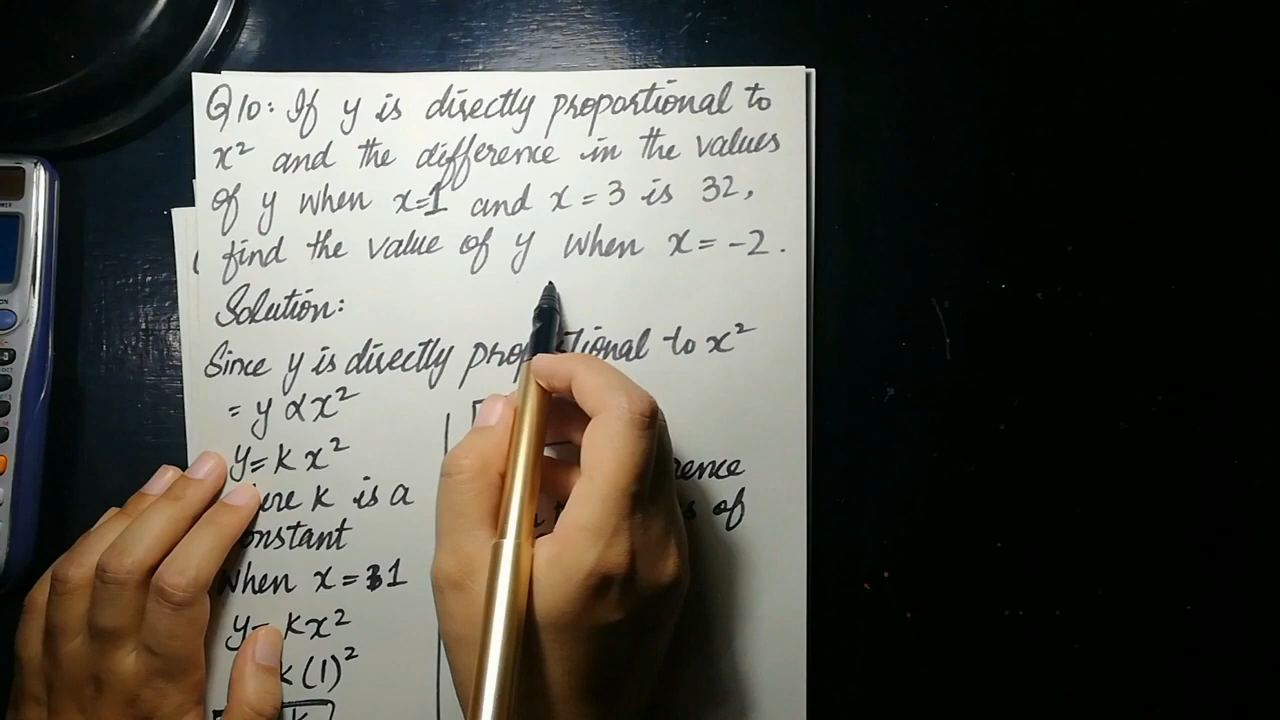 Q10: If y is directly proportional to
x² and the difference in the values
of y when x=1 and x = 3 is 32,
find the value of y when x = -2.
Solution:
Since y is directly proportional to x²
= y ∝ x²
y = k x²
k is a
when x = 1
y = kx²
k(1)²
k
of